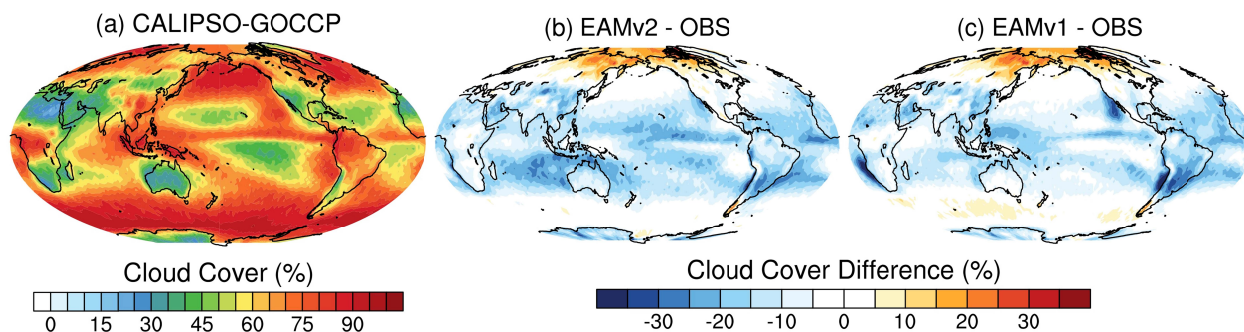 (a) CALIPSO-GOCCP
(b) EAMv2 - OBS
(c) EAMv1 - OBS
Cloud Cover (%)
0 15 30 45 60 75 90
Cloud Cover Difference (%)
-30 -20 -10 0 10 20 30